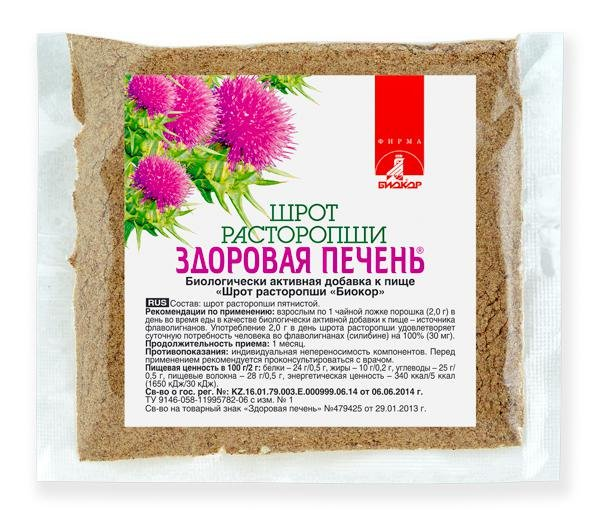 ФИРМА
БИОКОР
ШРОТ
РАСТОРОПШИ
ЗДОРОВАЯ ПЕЧЕНЬ®
Биологически активная добавка к пище
«Шрот расторопши «Биокор»
RUS Состав: шрот расторопши пятнистой.
Рекомендации по применению: взрослым по 1 чайной ложке порошка (2,0 г) в
день во время еды в качестве биологически активной добавки к пище – источника
флаволигнанов. Употребление 2,0 г в день шрота расторопши удовлетворяет
суточную потребность человека во флаволигнанах (силибине) на 100% (30 мг).
Продолжительность приема: 1 месяц.
Противопоказания: индивидуальная непереносимость компонентов. Перед
применением рекомендуется проконсультироваться с врачом.
Пищевая ценность в 100 г/2 г: белки – 24 г/0,5 г, жиры – 10 г/0,2 г, углеводы – 25 г/
0,5 г, пищевые волокна – 28 г/0,5 г, энергетическая ценность – 340 ккал/5 ккал
(1650 кДж/30 кДж).
Св-во о гос. рег. №: KZ.16.01.79.003.E.000999.06.14 от 06.06.2014 г.
ТУ 9146-058-11995782-06 с изм. № 1
Св-во на товарный знак «Здоровая печень» №479425 от 29.01.2013 г.